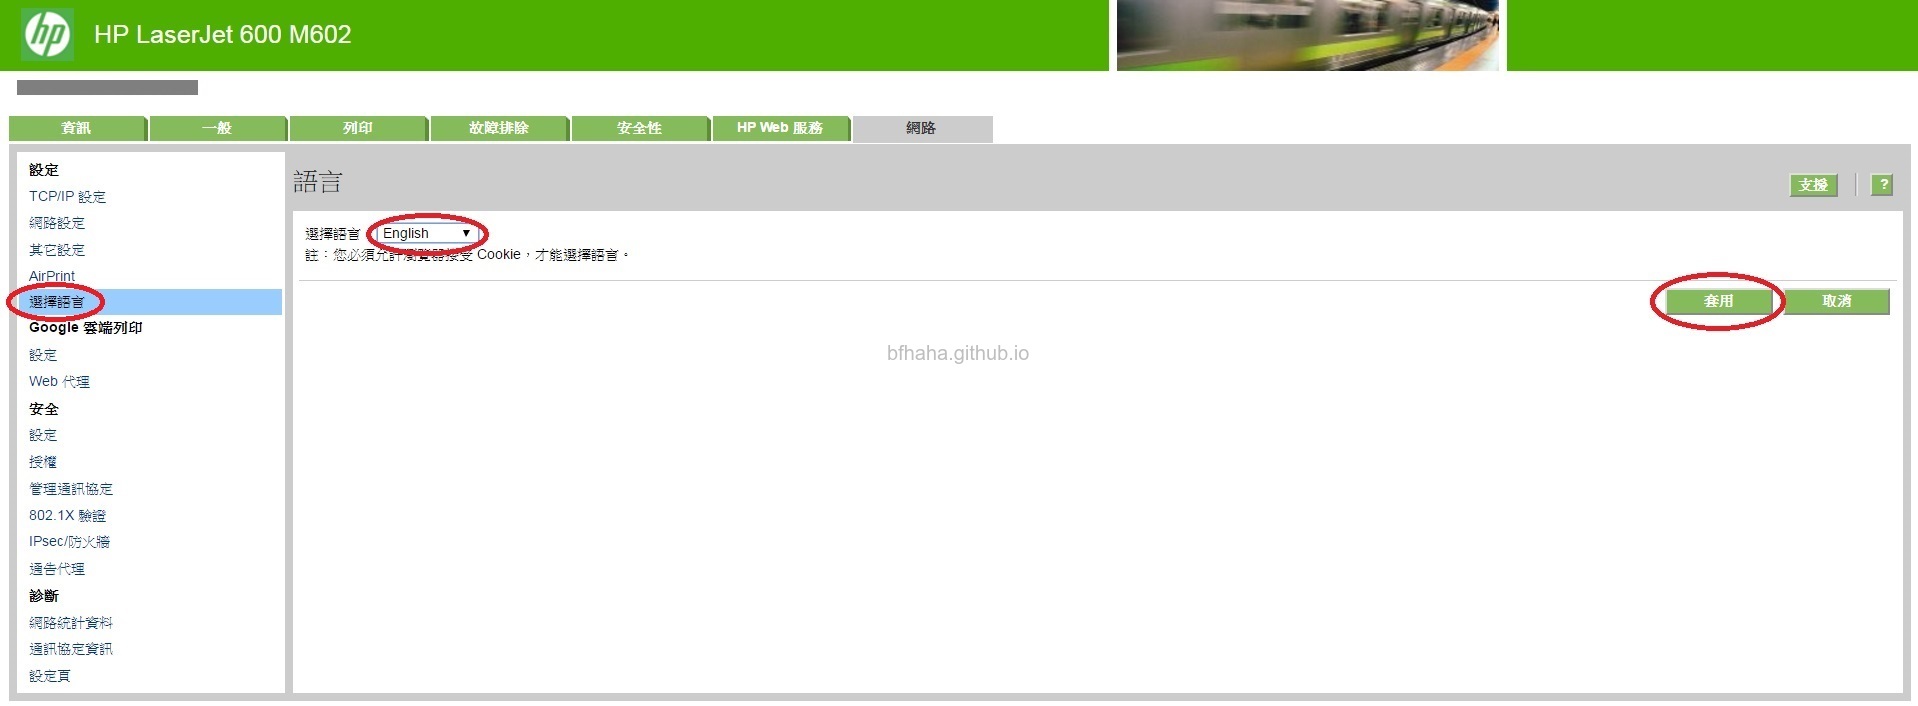 hp
HP LaserJet 600 M602
資訊 一般 列印 故障排除 安全性 HP Web 服務 網路
設定
TCP/IP 設定
網路設定
其它設定
AirPrint
選擇語言
Google 雲端列印
設定
Web 代理
安全
設定
授權
管理通訊協定
802.1X 驗證
IPsec/防火牆
通告代理
診斷
網路統計資料
通訊協定資訊
設定頁
語言
支援 ?
選擇語言 English ▼
註：您必須允許瀏覽器接受 Cookie，才能選擇語言。
套用 取消
bfhaha.github.io